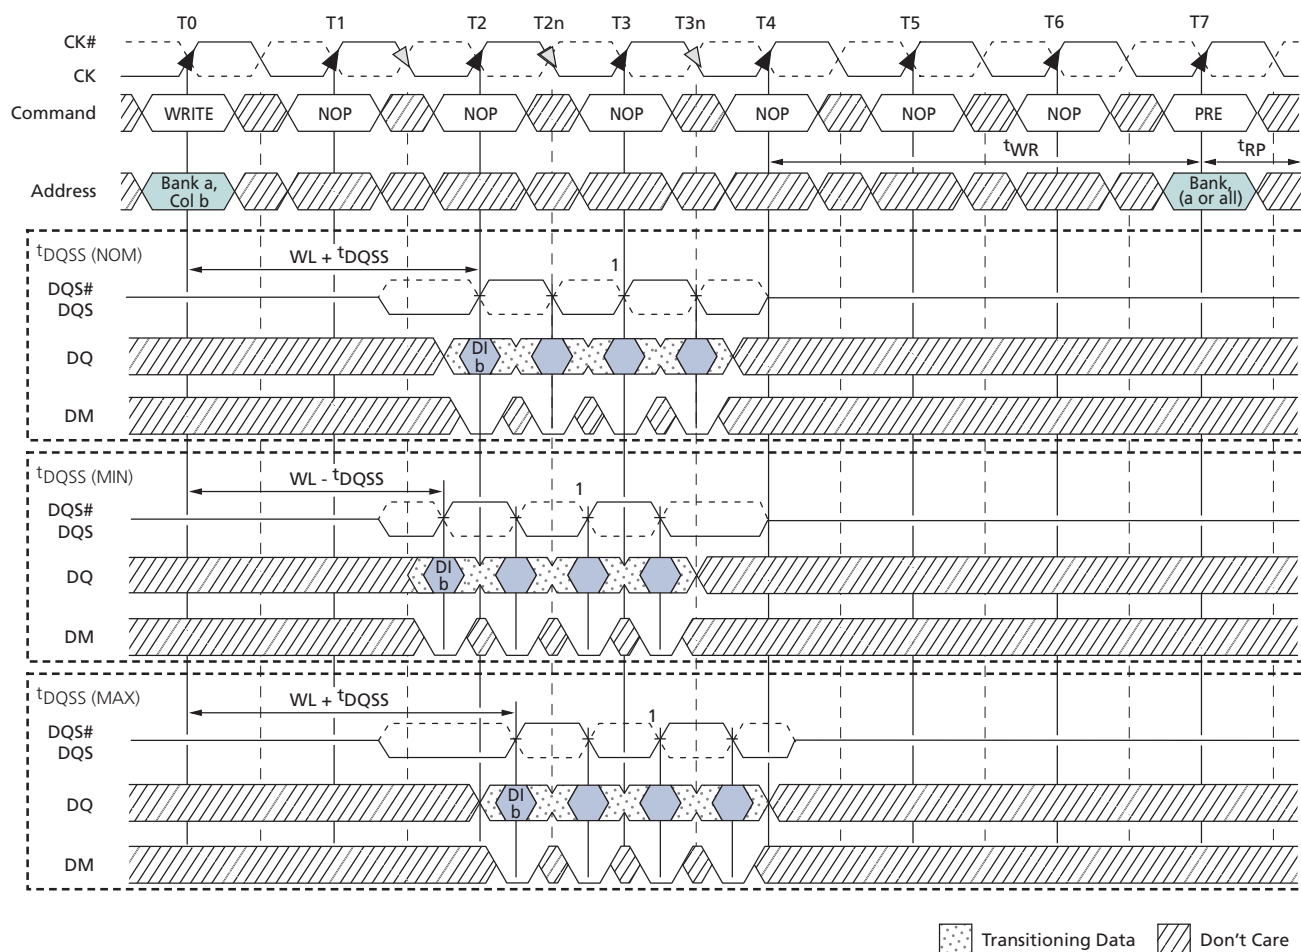 T0 T1 T2 T2n T3 T3n T4 T5 T6 T7
CK#
CK
Command WRITE NOP NOP NOP NOP NOP NOP PRE
tWR tRP
Address Bank a, Col b Bank, (a or all)
tDQSS (NOM)
WL + tDQSS
1
DQS#
DQS
DQ DI b
DM
tDQSS (MIN)
WL - tDQSS
1
DQS#
DQS
DQ DI b
DM
tDQSS (MAX)
WL + tDQSS
1
DQS#
DQS
DQ DI b
DM
Transitioning Data Don't Care